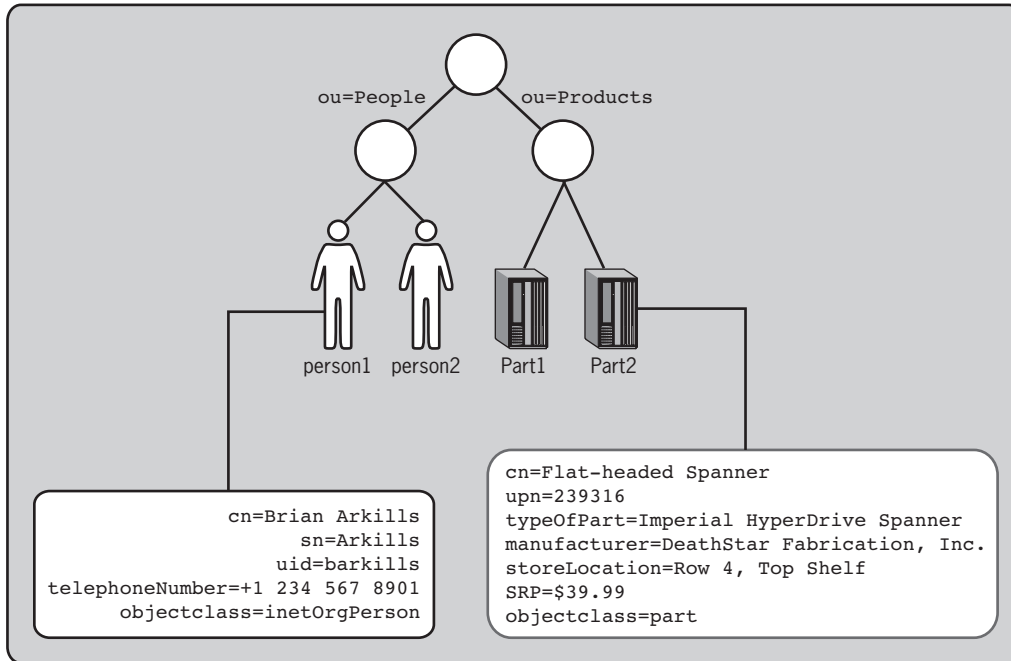 ou=People
ou=Products
person1
person2
Part1
Part2
cn=Brian Arkills
sn=Arkills
uid=barkills
telephoneNumber=+1 234 567 8901
objectclass=inetOrgPerson
cn=Flat-headed Spanner
upn=239316
typeOfPart=Imperial HyperDrive Spanner
manufacturer=DeathStar Fabrication, Inc.
storeLocation=Row 4, Top Shelf
SRP=$39.99
objectclass=part